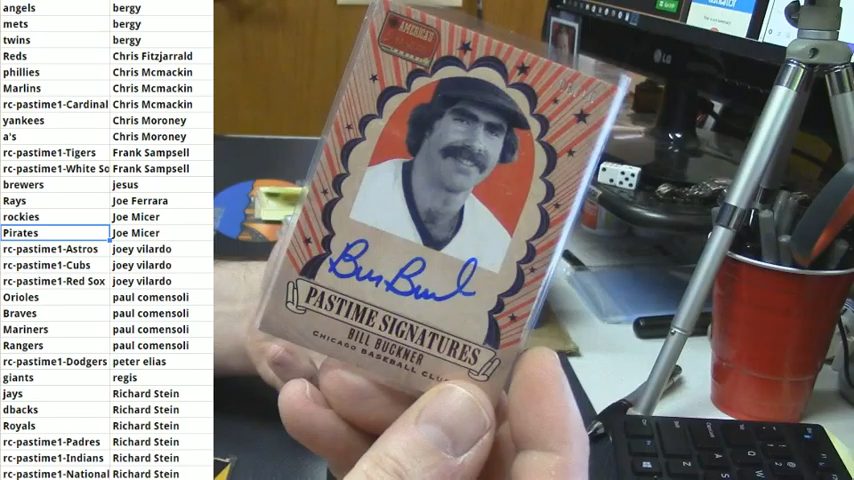 angels bergy
mets bergy
twins bergy
Reds Chris Fitzjarrald
phillies Chris Mcmackin
Marlins Chris Mcmackin
rc-pastime1-Cardinal Chris Mcmackin
yankees Chris Moroney
a's Chris Moroney
rc-pastime1-Tigers Frank Sampsell
rc-pastime1-White So Frank Sampsell
brewers jesus
Rays Joe Ferrara
rockies Joe Micer
Pirates Joe Micer
rc-pastime1-Astros joey vilardo
rc-pastime1-Cubs joey vilardo
rc-pastime1-Red Sox joey vilardo
Orioles paul comensoli
Braves paul comensoli
Mariners paul comensoli
Rangers paul comensoli
rc-pastime1-Dodgers peter elias
giants regis
jays Richard Stein
dbacks Richard Stein
Royals Richard Stein
rc-pastime1-Padres Richard Stein
rc-pastime1-Indians Richard Stein
rc-pastime1-National Richard Stein
AMERICA'S
PASTIME SIGNATURES
BILL BUCKNER
CHICAGO BASEBALL CLUB
LG